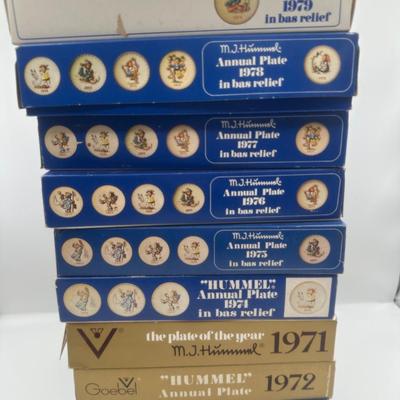 1979
in bas relief
M.J. Hummel
Annual Plate
1978
in bas relief
M.J. Hummel
Annual Plate
1977
in bas relief
M.J. Hummel
Annual Plate
1976
in bas relief
M.J. Hummel
Annual Plate
1975
in bas relief
"HUMMEL"®
Annual Plate
1974
in bas relief
the plate of the year
M.J. Hummel 1971
Goebel "HUMMEL"® 1972
Annual Plate